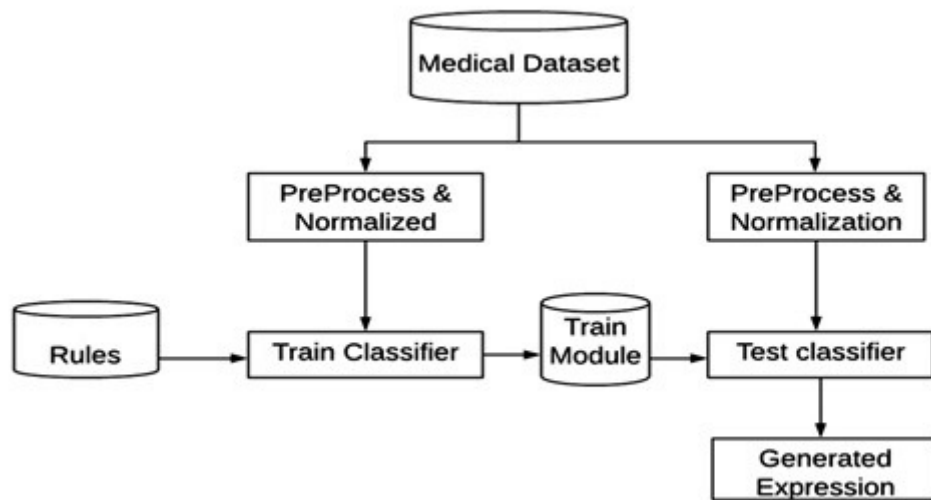 Medical Dataset
PreProcess &
Normalized
PreProcess &
Normalization
Rules
Train Classifier
Train
Module
Test classifier
Generated
Expression